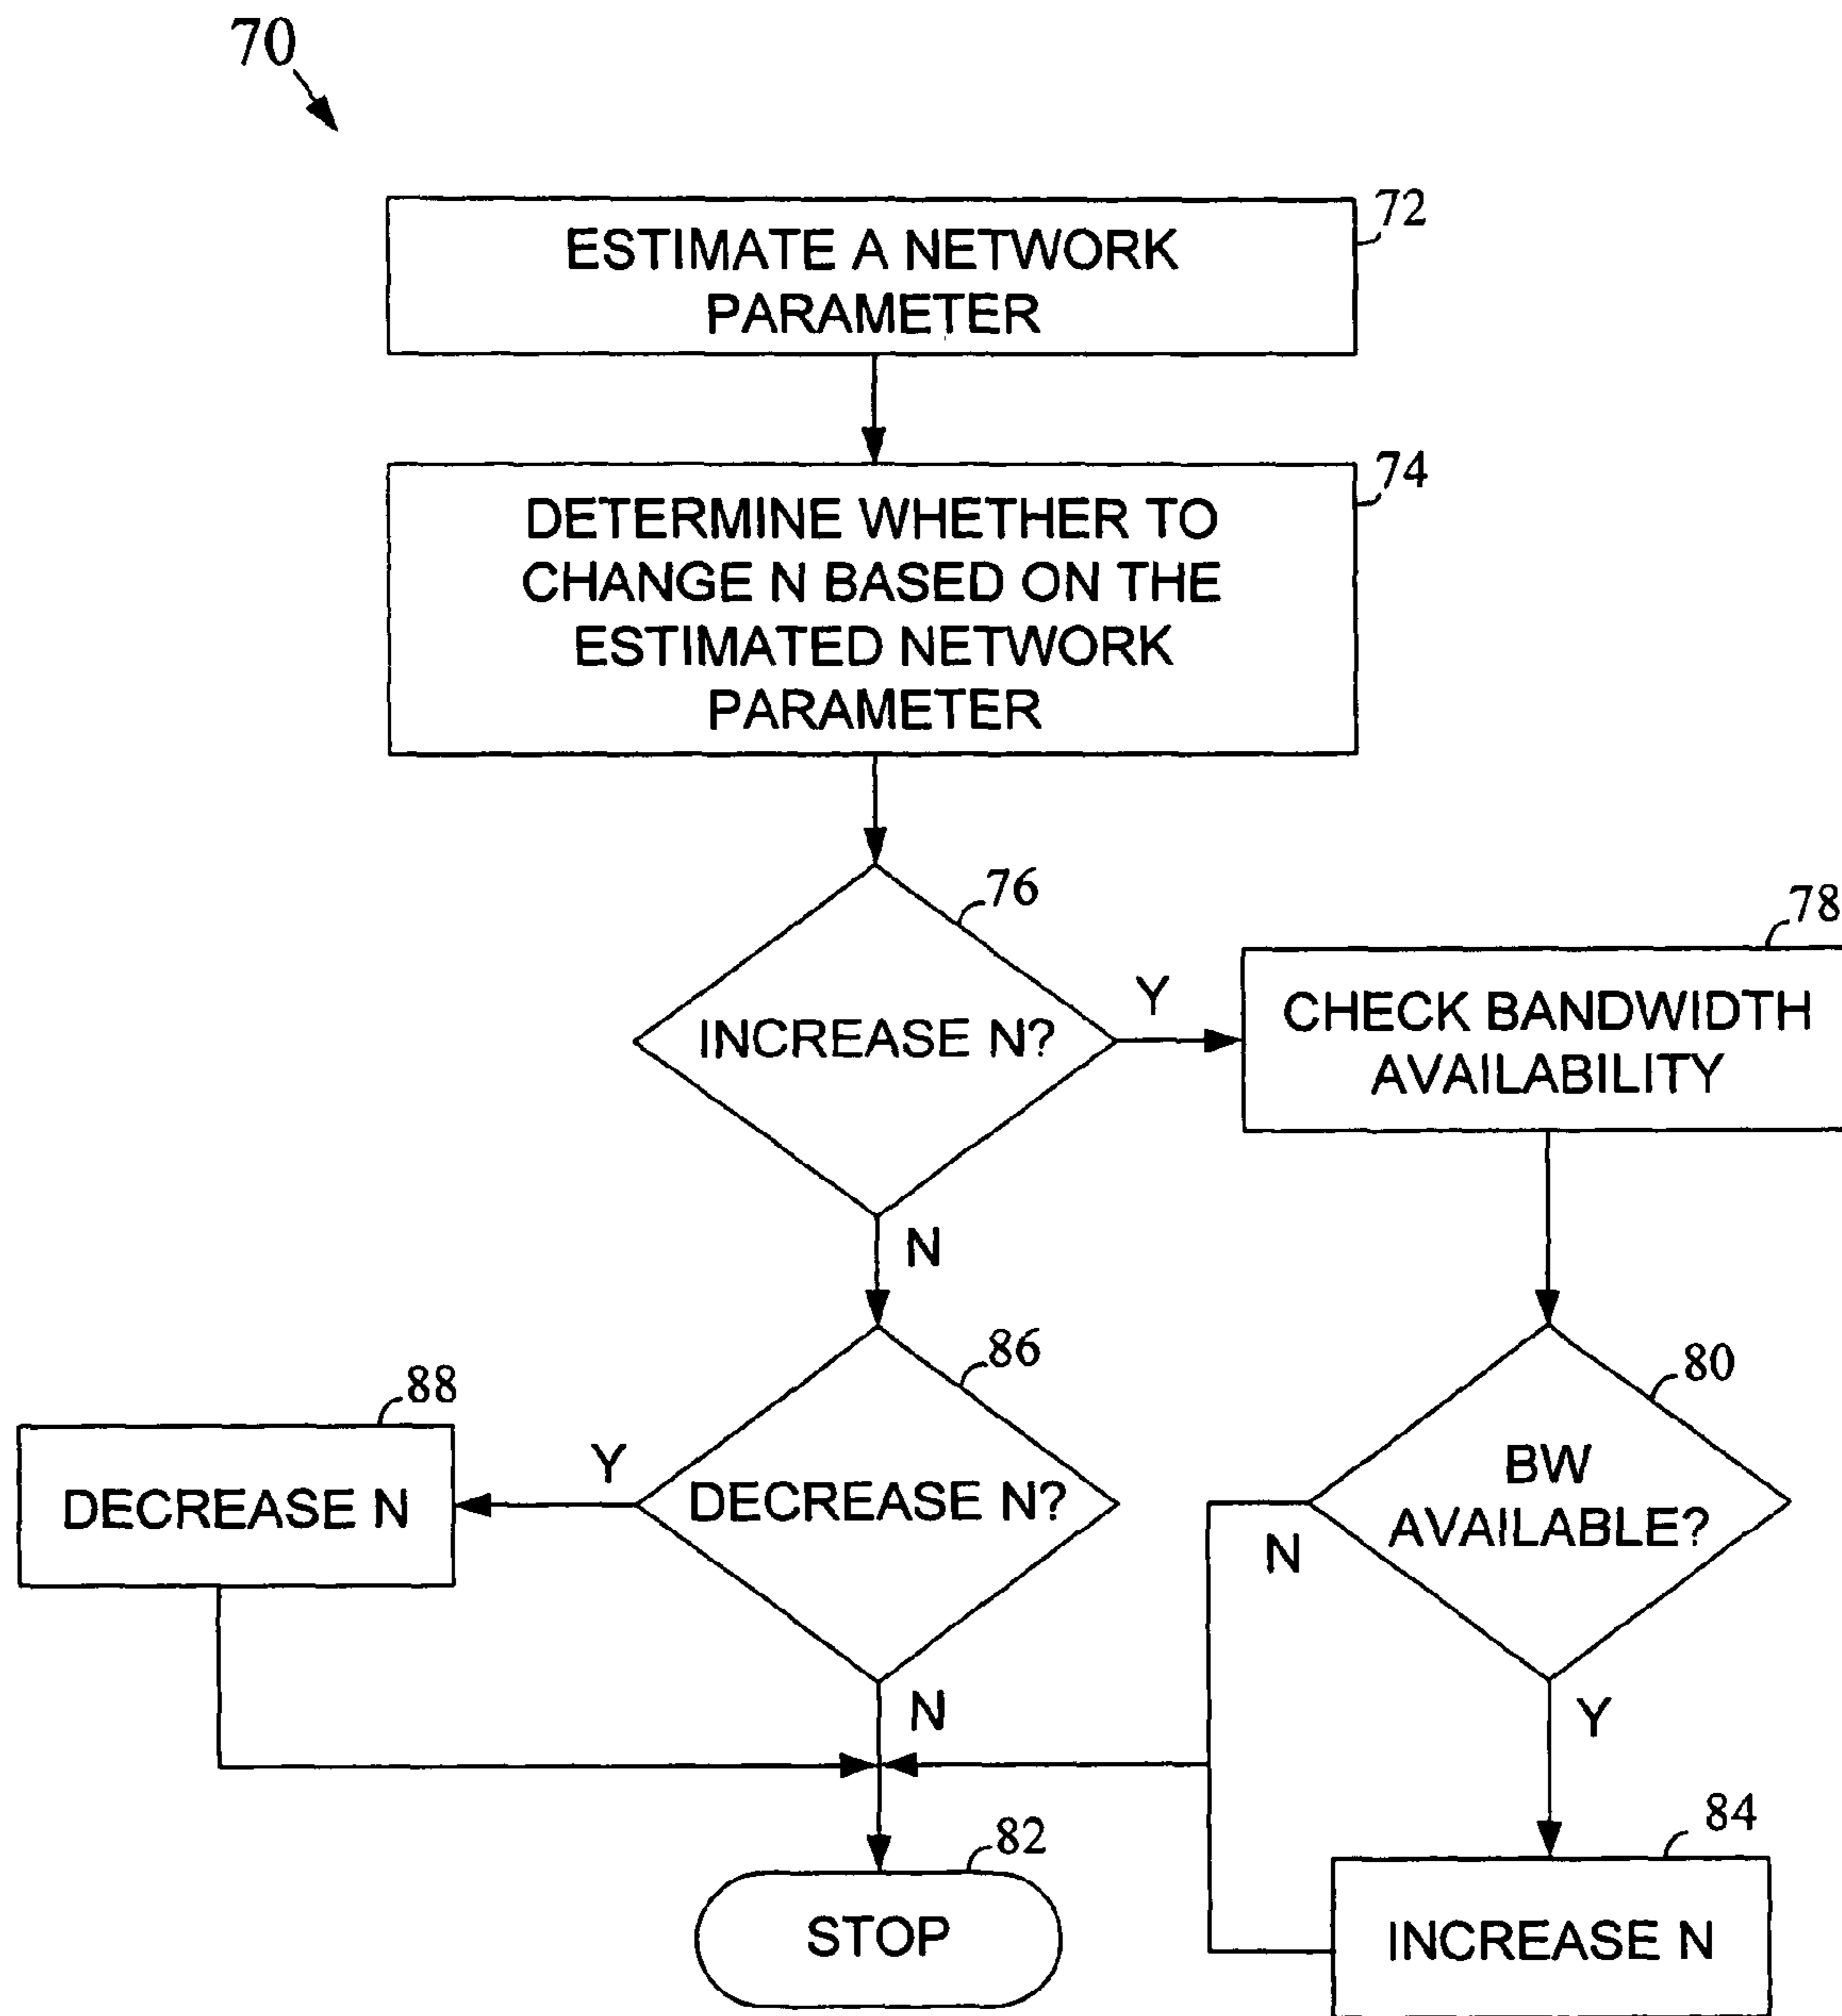 70
72
ESTIMATE A NETWORK
PARAMETER
74
DETERMINE WHETHER TO
CHANGE N BASED ON THE
ESTIMATED NETWORK
PARAMETER
76
INCREASE N?
Y
78
CHECK BANDWIDTH
AVAILABILITY
N
86
DECREASE N?
Y
88
DECREASE N
80
BW
AVAILABLE?
N
N
Y
82
STOP
84
INCREASE N